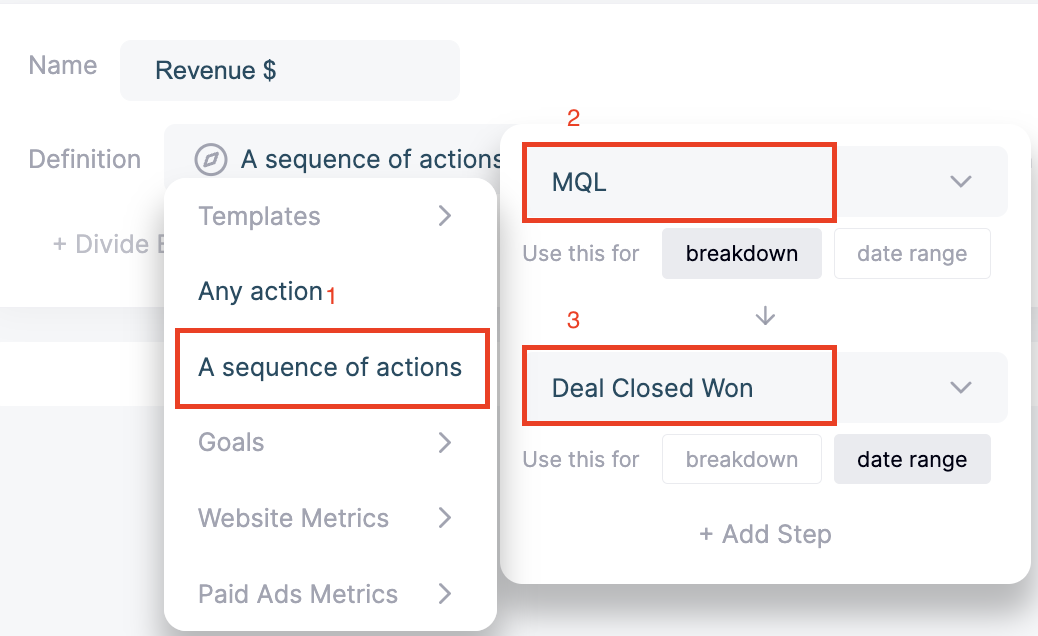 Name
Revenue $
Definition
A sequence of actions
+ Divide
Templates
Any action 1
A sequence of actions
Goals
Website Metrics
Paid Ads Metrics
2
MQL
Use this for breakdown date range
3
Deal Closed Won
Use this for breakdown date range
+ Add Step